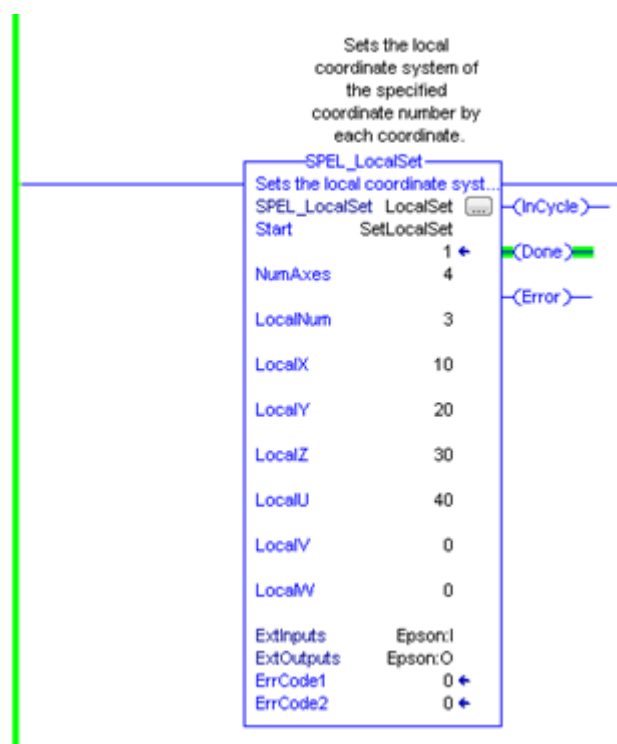 Sets the local
coordinate system of
the specified
coordinate number by
each coordinate.
SPEL_LocalSet
Sets the local coordinate syst...
SPEL_LocalSet LocalSet ... (InCycle)
Start SetLocalSet
1 (Done)
NumAxes 4
(Error)
LocalNum 3
LocalX 10
LocalY 20
LocalZ 30
LocalU 40
LocalV 0
LocalW 0
ExtInputs Epson:I
ExtOutputs Epson:O
ErrCode1 0
ErrCode2 0